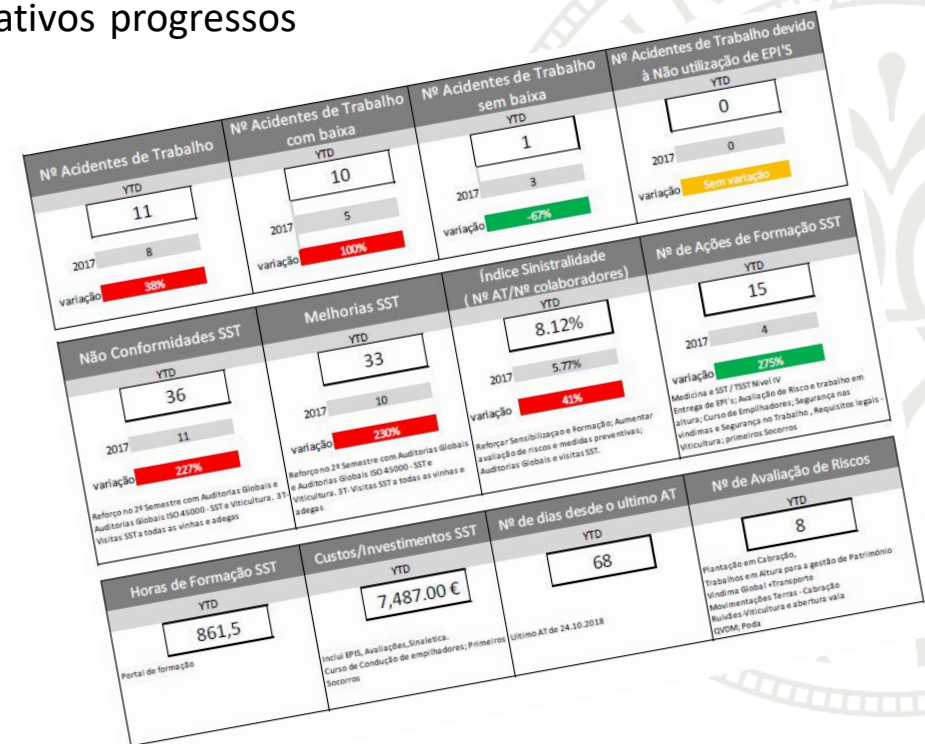 ativos progressos
Nº Acidentes de Trabalho
YTD
11
2017 8
variação 38%
Nº Acidentes de Trabalho
com baixa
YTD
10
2017 5
variação 100%
Nº Acidentes de Trabalho
sem baixa
YTD
1
2017 3
variação -67%
Nº Acidentes de Trabalho devido
à Não utilização de EPI'S
YTD
0
2017 0
variação Sem variação
Não Conformidades SST
YTD
36
2017 11
variação 227%
Reforço no 2º Semestre com Auditorias Globais e
Auditorias Globais ISO 45000 - SST e Viticultura. 3T-
Visitas SST a todas as vinhas e adegas
Melhorias SST
YTD
33
2017 10
variação 230%
Reforço no 2º Semestre com Auditorias Globais
e Auditorias Globais ISO 45000 - SST e
Viticultura. 3T- Visitas SST a todas as vinhas e
adegas
Índice Sinistralidade
( Nº AT/Nº colaboradores)
YTD
8.12%
2017 5.77%
variação 41%
Reforçar Sensibilização e Formação; Aumentar
avaliação de riscos e medidas preventivas;
Auditorias Globais e visitas SST.
Nº de Ações de Formação SST
YTD
15
2017 4
variação 275%
Medicina e SST / TSST Nivel IV
Entrega de EPI's; Avaliação de Risco e trabalho em
altura; Curso de Empilhadores; Segurança nas
vindimas e Segurança no Trabalho , Requisitos legais -
Viticultura; primeiros Socorros
Horas de Formação SST
YTD
861,5
Portal de formação
Custos/Investimentos SST
YTD
7,487.00 €
Inclui EPIS, Avaliações,Sinaletica.
Curso de Condução de empilhadores; Primeiros
Socorros
Nº de dias desde o ultimo AT
YTD
68
Ultimo AT de 24.10.2018
Nº de Avaliação de Riscos
YTD
8
Plantação em Cabração,
Trabalhos em Altura para a gestão de Património
Vindima Global +Transporte
Movimentações Terras - Cabração
Ruivães-Viticultura e abertura vala
QVDM; Poda